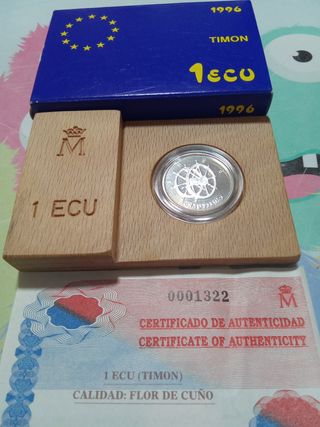 1996
TIMON
1 ECU
1996
M
1 ECU
0001322
M
CERTIFICADO DE AUTENTICIDAD
CERTIFICATE OF AUTHENTICITY
1 ECU (TIMON)
CALIDAD: FLOR DE CUÑO